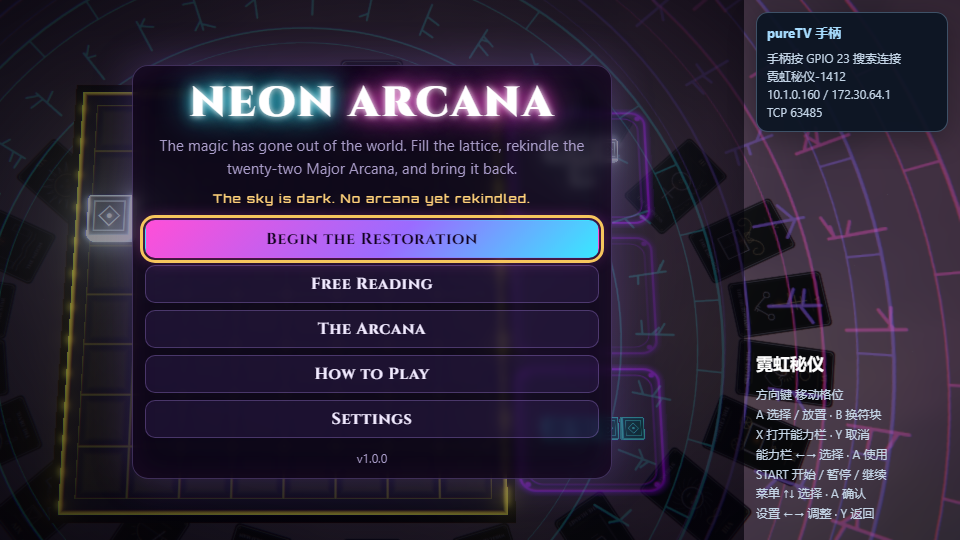 NEON ARCANA
The magic has gone out of the world. Fill the lattice, rekindle the
twenty-two Major Arcana, and bring it back.
The sky is dark. No arcana yet rekindled.
Begin the Restoration
Free Reading
The Arcana
How to Play
Settings
v1.0.0
pureTV 手柄
手柄按 GPIO 23 搜索连接
霓虹秘仪-1412
10.1.0.160 / 172.30.64.1
TCP 63485
霓虹秘仪
方向键 移动格位
A 选择 / 放置 · B 换符块
X 打开能力栏 · Y 取消
能力栏 ←→ 选择 · A 使用
START 开始 / 暂停 / 继续
菜单 ↑↓ 选择 · A 确认
设置 ←→ 调整 · Y 返回